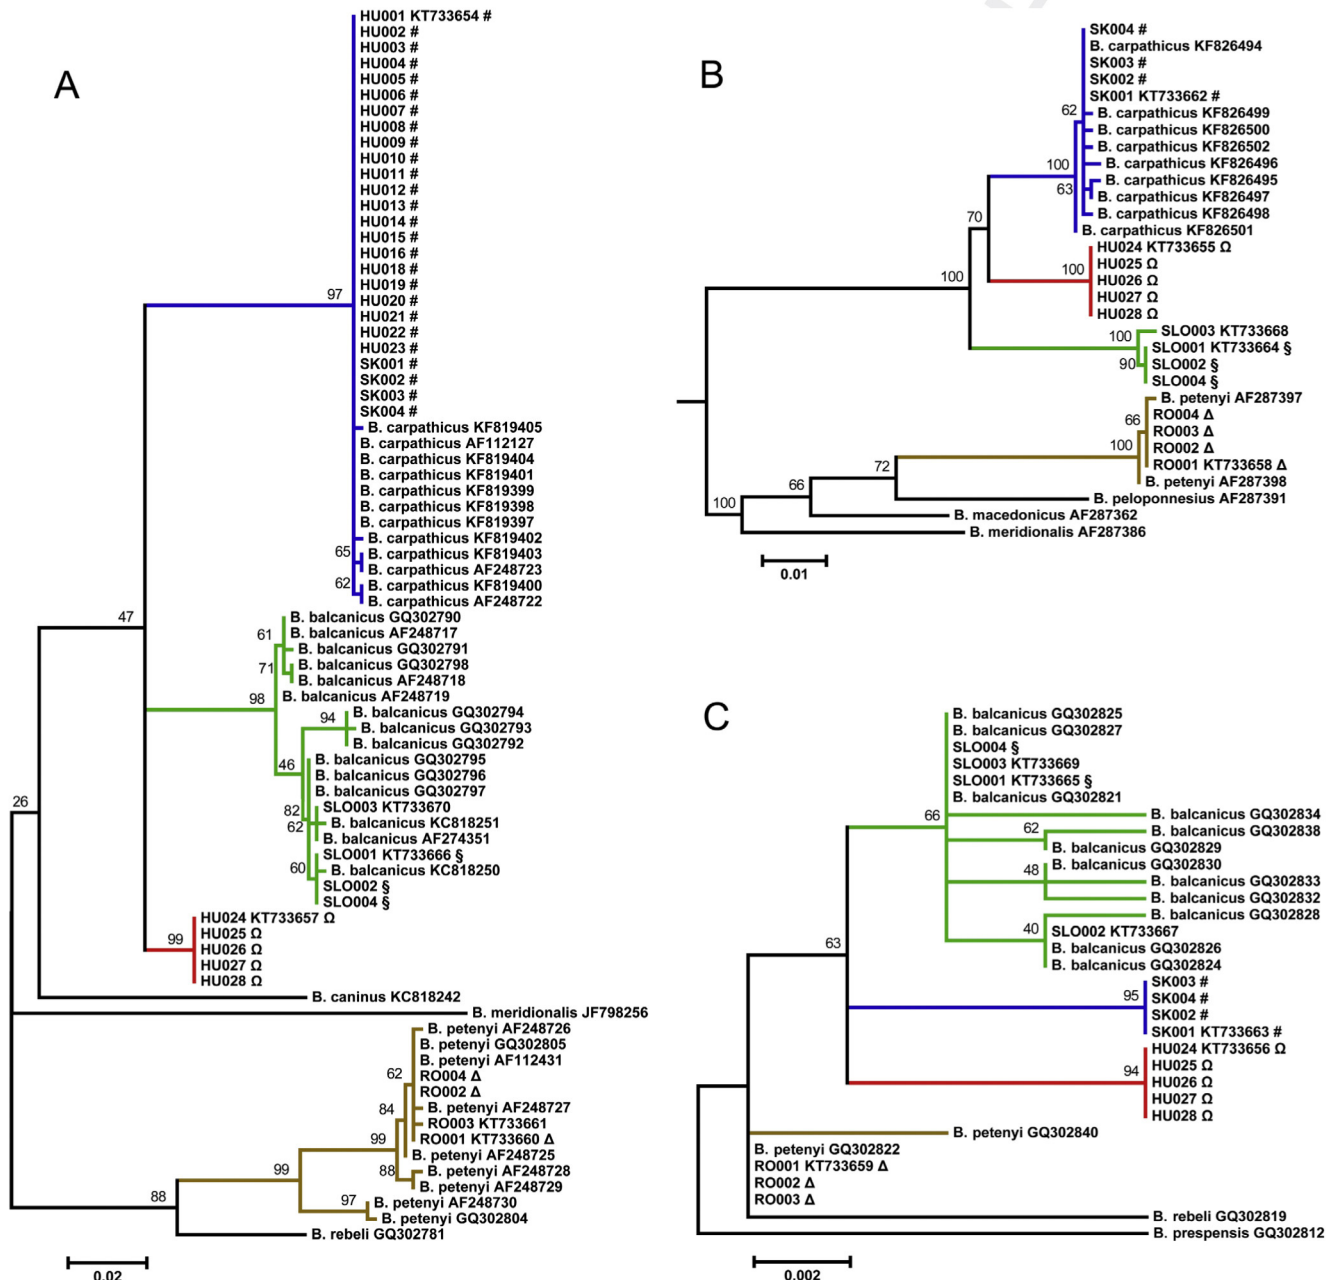 A
HU001 KT733654 #
HU002 #
HU003 #
HU004 #
HU005 #
HU006 #
HU007 #
HU008 #
HU009 #
HU010 #
HU011 #
HU012 #
HU013 #
HU014 #
HU015 #
HU016 #
HU018 #
HU019 #
97
HU020 #
HU021 #
HU022 #
HU023 #
SK001 #
SK002 #
SK003 #
SK004 #
B. carpathicus KF819405
B. carpathicus AF112127
B. carpathicus KF819404
B. carpathicus KF819401
B. carpathicus KF819399
B. carpathicus KF819398
B. carpathicus KF819397
B. carpathicus KF819402
65
B. carpathicus KF819403
B. carpathicus AF248723
62
B. carpathicus KF819400
B. carpathicus AF248722
47
B. balcanicus GQ302790
61
B. balcanicus AF248717
B. balcanicus GQ302791
71
B. balcanicus GQ302798
B. balcanicus AF248718
98
B. balcanicus AF248719
B. balcanicus GQ302794
94
B. balcanicus GQ302793
B. balcanicus GQ302792
46
B. balcanicus GQ302795
B. balcanicus GQ302796
B. balcanicus GQ302797
26
82
SLO003 KT733670
62
B. balcanicus KC818251
B. balcanicus AF274351
SLO001 KT733666 §
60
B. balcanicus KC818250
SLO002 §
SLO004 §
HU024 KT733657 Ω
HU025 Ω
99
HU026 Ω
HU027 Ω
HU028 Ω
B. caninus KC818242
B. meridionalis JF798256
B. petenyi AF248726
B. petenyi GQ302805
B. petenyi AF112431
62
RO004 Δ
RO002 Δ
84
B. petenyi AF248727
RO003 KT733661
99
RO001 KT733660 Δ
B. petenyi AF248725
99
88
B. petenyi AF248728
B. petenyi AF248729
88
97
B. petenyi AF248730
B. petenyi GQ302804
B. rebeli GQ302781
0.02
B
SK004 #
B. carpathicus KF826494
SK003 #
SK002 #
SK001 KT733662 #
62
B. carpathicus KF826499
B. carpathicus KF826500
B. carpathicus KF826502
100
B. carpathicus KF826496
63
B. carpathicus KF826495
B. carpathicus KF826497
70
B. carpathicus KF826498
B. carpathicus KF826501
HU024 KT733655 Ω
HU025 Ω
100
100
HU026 Ω
HU027 Ω
HU028 Ω
100
SLO003 KT733668
SLO001 KT733664 §
90
SLO002 §
SLO004 §
B. petenyi AF287397
66
RO004 Δ
RO003 Δ
100
RO002 Δ
72
RO001 KT733658 Δ
66
B. petenyi AF287398
100
B. peloponnesius AF287391
B. macedonicus AF287362
B. meridionalis AF287386
0.01
C
B. balcanicus GQ302825
B. balcanicus GQ302827
SLO004 §
SLO003 KT733669
SLO001 KT733665 §
B. balcanicus GQ302821
66
B. balcanicus GQ302834
62
B. balcanicus GQ302838
B. balcanicus GQ302829
48
B. balcanicus GQ302830
B. balcanicus GQ302833
B. balcanicus GQ302832
B. balcanicus GQ302828
40
SLO002 KT733667
63
B. balcanicus GQ302826
B. balcanicus GQ302824
SK003 #
95
SK004 #
SK002 #
SK001 KT733663 #
HU024 KT733656 Ω
94
HU025 Ω
HU026 Ω
HU027 Ω
HU028 Ω
B. petenyi GQ302840
B. petenyi GQ302822
RO001 KT733659 Δ
RO002 Δ
RO003 Δ
B. rebeli GQ302819
B. prespensis GQ302812
0.002